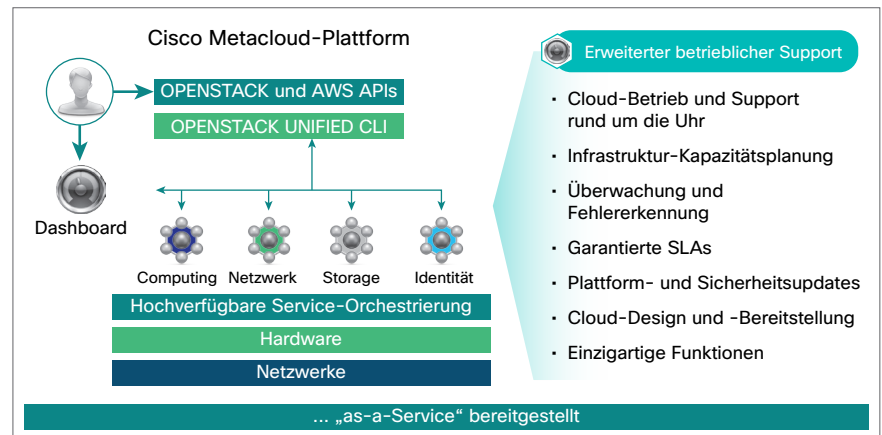 Cisco Metacloud-Plattform
OPENSTACK und AWS APIs
OPENSTACK UNIFIED CLI
Dashboard
Computing
Netzwerk
Storage
Identität
Hochverfügbare Service-Orchestrierung
Hardware
Netzwerke
Erweiterter betrieblicher Support
· Cloud-Betrieb und Support
rund um die Uhr
· Infrastruktur-Kapazitätsplanung
· Überwachung und
Fehlererkennung
· Garantierte SLAs
· Plattform- und Sicherheitsupdates
· Cloud-Design und -Bereitstellung
· Einzigartige Funktionen
... „as-a-Service“ bereitgestellt